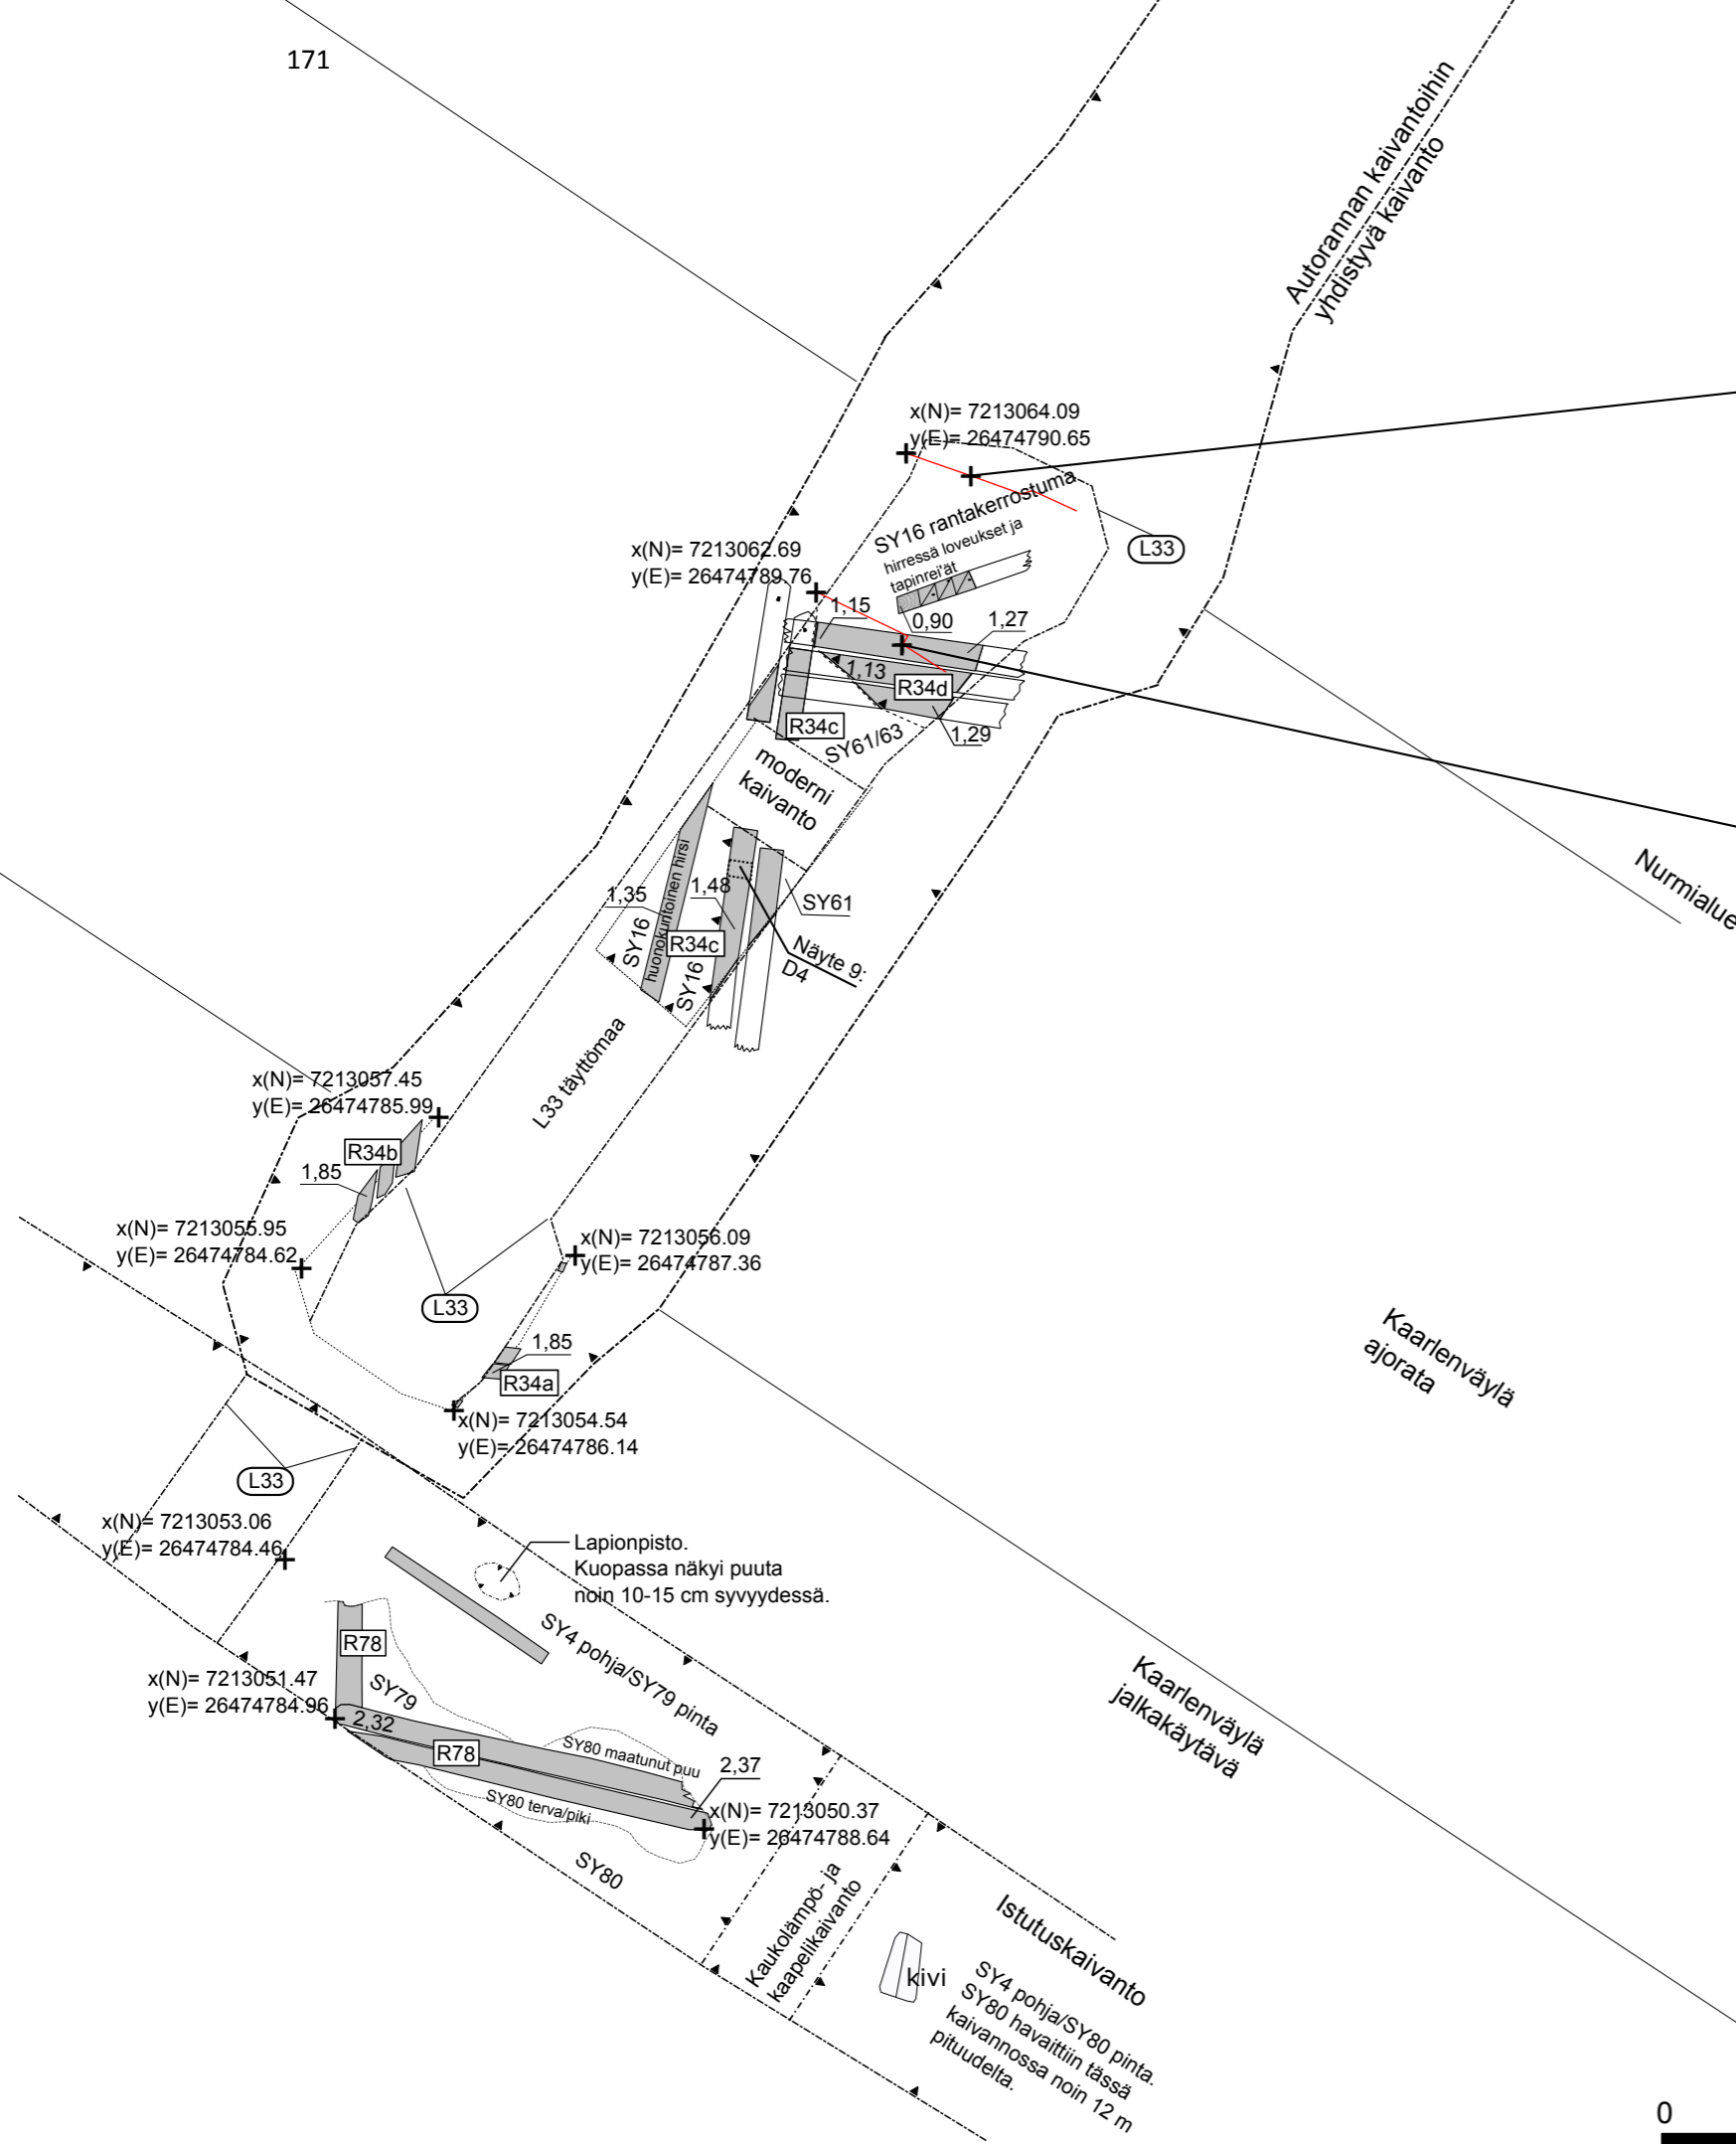 171
Autorannan kaivantoihin
yhdistyvä kaivanto
x(N)= 7213064.09
y(E)= 26474790.65
SY16 rantakerrostuma
hirressä loveukset ja
tapinrei'ät
L33
x(N)= 7213062.69
y(E)= 26474789.76
1,15
0,90
1,27
1,13
R34d
R34c
SY61/63
1,29
moderni
kaivanto
Nurmialue
huonokuntoinen hirsi
1,35
1,48
SY61
SY16
R34c
SY16
Näyte 9:
D4
L33 täyttömaa
x(N)= 7213057.45
y(E)= 26474785.99
R34b
1,85
x(N)= 7213055.95
y(E)= 26474784.62
x(N)= 7213056.09
y(E)= 26474787.36
L33
1,85
R34a
x(N)= 7213054.54
y(E)= 26474786.14
Kaarlenväylä
ajorata
L33
x(N)= 7213053.06
y(E)= 26474784.46
Lapionpisto.
Kuopassa näkyi puuta
noin 10-15 cm syvyydessä.
R78
SY4 pohja/SY79 pinta
SY79
x(N)= 7213051.47
y(E)= 26474784.96
2,32
R78
SY80 maatunut puu
2,37
SY80 terva/piki
x(N)= 7213050.37
y(E)= 26474788.64
SY80
Kaarlenväylä
jalkakäytävä
Kaukolämpö- ja
kaapelikaivanto
Istutuskaivanto
kivi
SY4 pohja/SY80 pinta.
SY80 havaittiin tässä
kaivannossa noin 12 m
pituudelta.
0